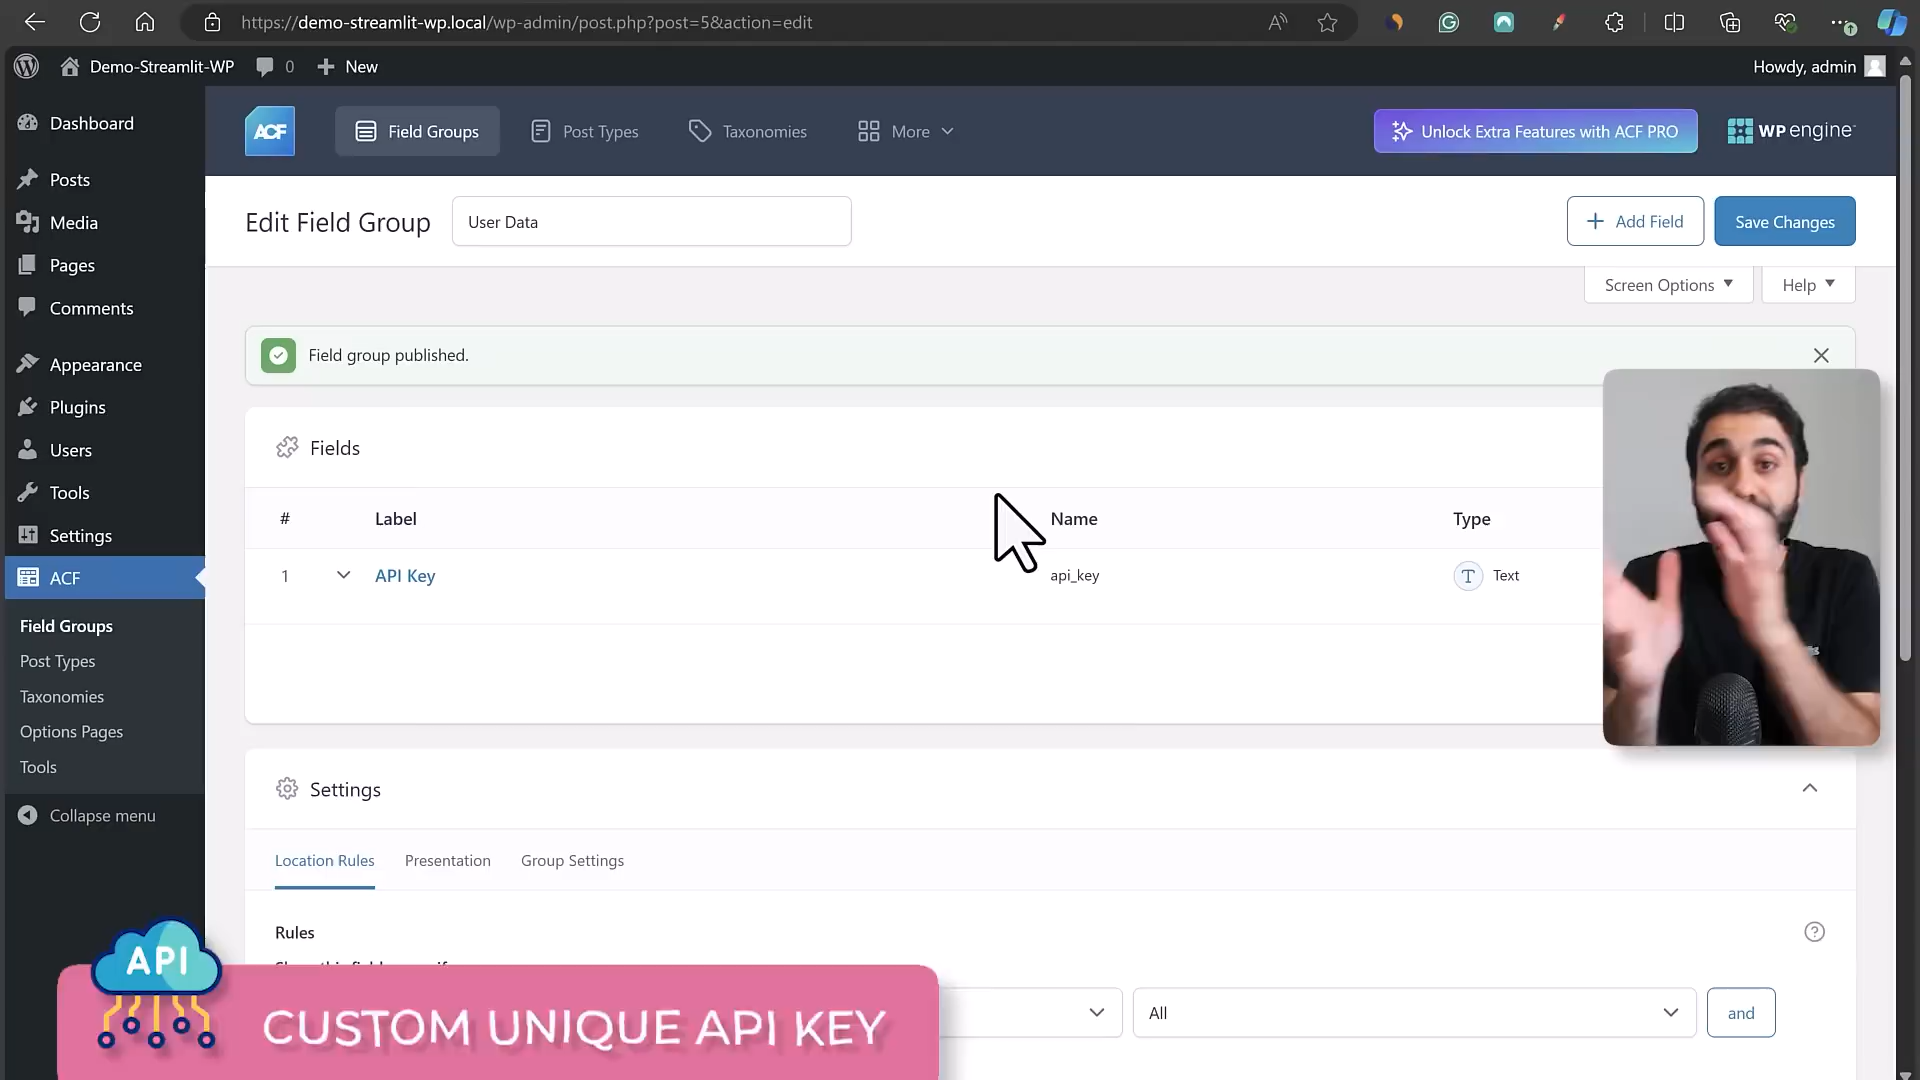 https://demo-streamlit-wp.local/wp-admin/post.php?post=5&action=edit
Demo-Streamlit-WP
0
New
Howdy, admin
Dashboard
Posts
Media
Pages
Comments
Appearance
Plugins
Users
Tools
Settings
ACF
Field Groups
Post Types
Taxonomies
Options Pages
Tools
Collapse menu
ACF
Field Groups
Post Types
Taxonomies
More
Unlock Extra Features with ACF PRO
WP engine
Edit Field Group
User Data
Add Field
Save Changes
Screen Options
Help
Field group published.
Fields
# Label Name Type
1 API Key api_key Text
Settings
Location Rules Presentation Group Settings
Rules
All
and
API
CUSTOM UNIQUE API KEY